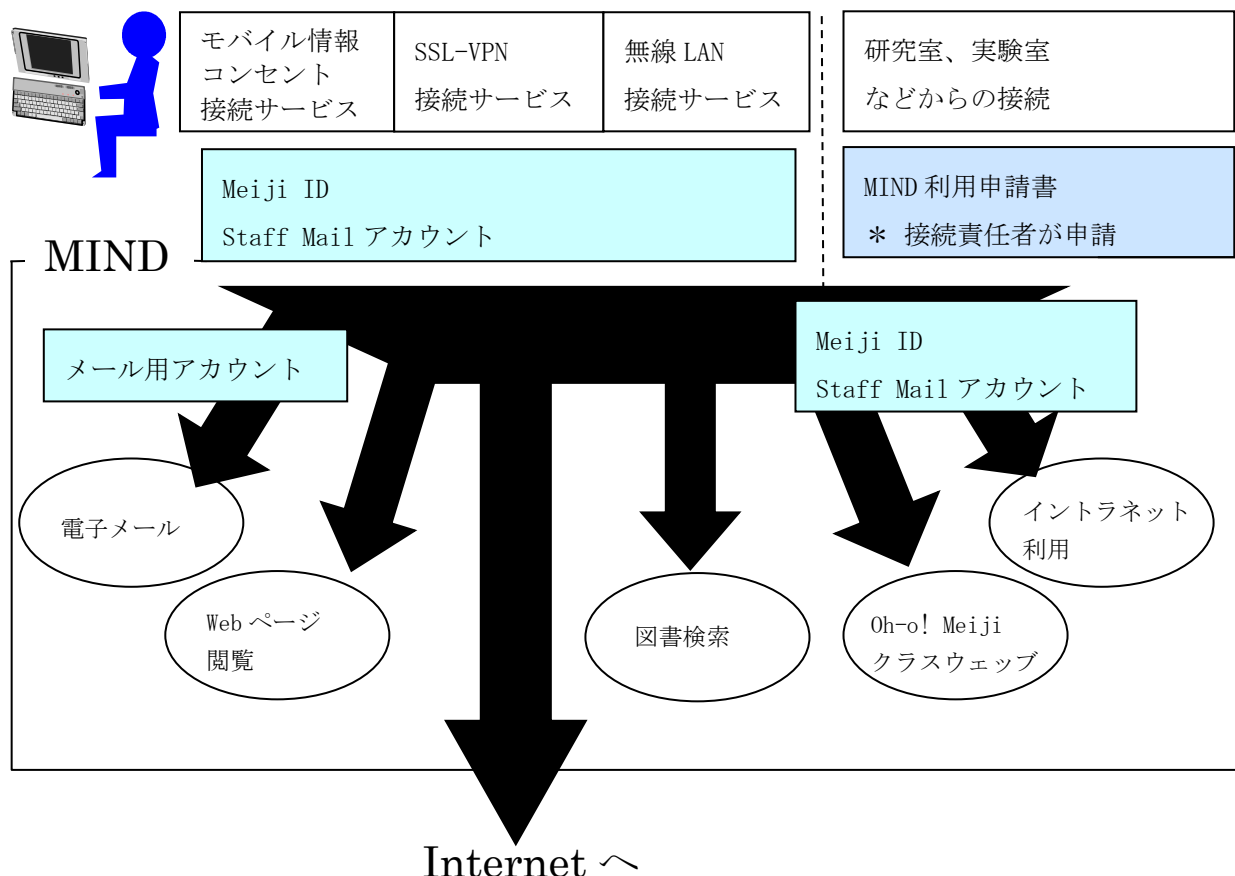 モバイル情報
コンセント
接続サービス
SSL-VPN
接続サービス
無線 LAN
接続サービス
研究室、実験室
などからの接続
Meiji ID
Staff Mail アカウント
MIND 利用申請書
＊ 接続責任者が申請
MIND
メール用アカウント
Meiji ID
Staff Mail アカウント
電子メール
Web ページ
閲覧
図書検索
Oh-o! Meiji
クラスウェッブ
イントラネット
利用
Internet へ